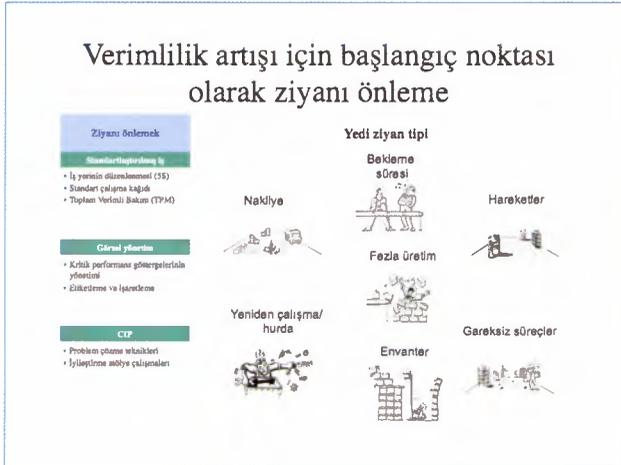 Verimlilik artışı için başlangıç noktası
olarak ziyanı önleme
Ziyanı önlemek
Standartlaştırılmış iş
• İş yerinin düzenlenmesi (5S)
• Standart çalışma kağıdı
• Toplam Verimli Bakım (TPM)
Görsel yönetim
• Kritik performans göstergelerinin
yönetimi
• Etiketleme ve İşaretleme
CIP
• Problem çözme teknikleri
• İyileştirme atölye çalışmaları
Yedi ziyan tipi
Bekleme
süresi
Nakliye
Hareketler
Fazla üretim
Yeniden çalışma/
hurda
Gereksiz süreçler
Envanter